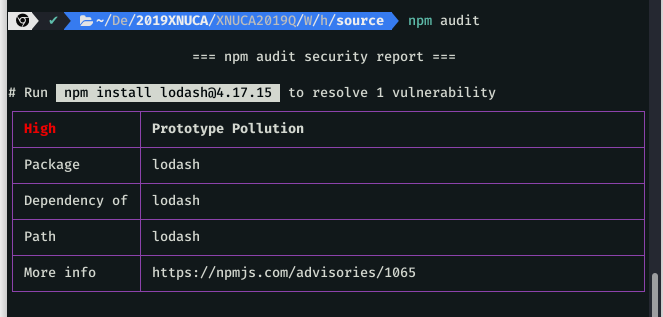 ✔ ~/De/2019XNUCA/XNUCA2019Q/W/h/source npm audit
=== npm audit security report ===
# Run npm install lodash@4.17.15 to resolve 1 vulnerability
High Prototype Pollution
Package lodash
Dependency of lodash
Path lodash
More info https://npmjs.com/advisories/1065